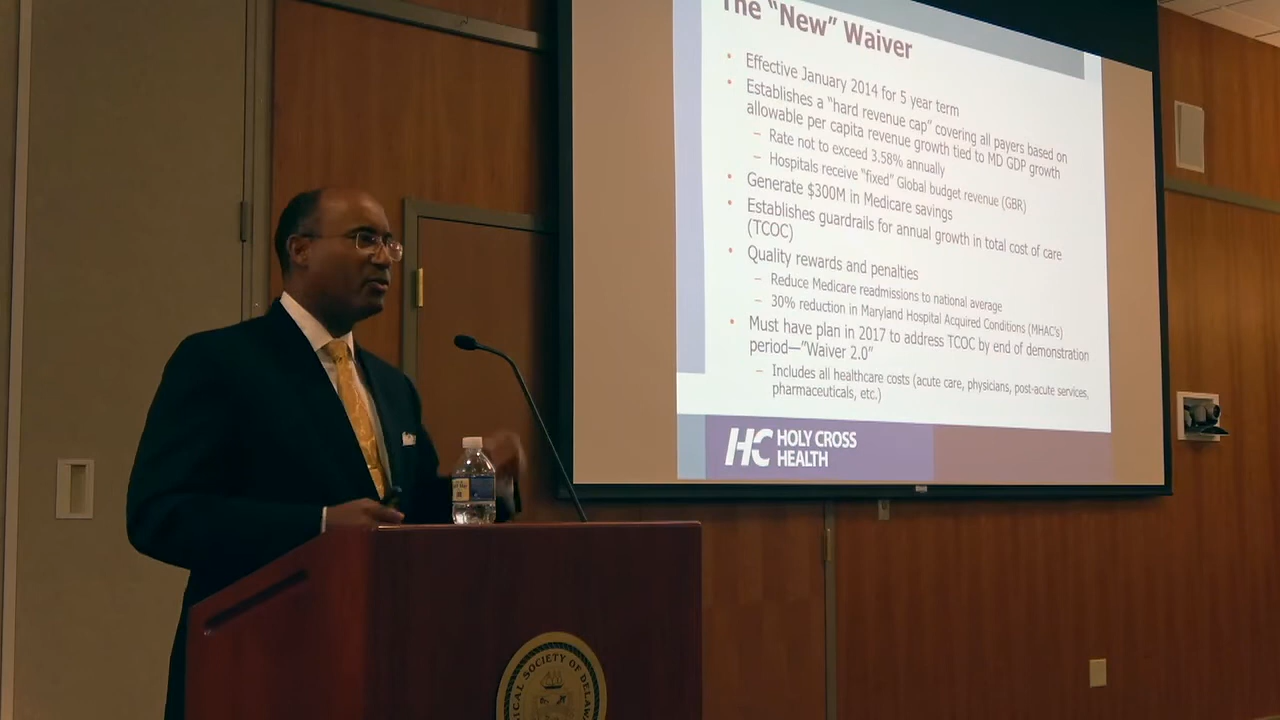 The "New" Waiver
• Effective January 2014 for 5 year term
• Establishes a "hard revenue cap" covering all payers based on
allowable per capita revenue growth tied to MD GDP growth
– Rate not to exceed 3.58% annually
– Hospitals receive "fixed" Global budget revenue (GBR)
• Generate $300M in Medicare savings
• Establishes guardrails for annual growth in total cost of care
(TCOC)
• Quality rewards and penalties
– Reduce Medicare readmissions to national average
– 30% reduction in Maryland Hospital Acquired Conditions (MHAC's)
• Must have plan in 2017 to address TCOC by end of demonstration
period—"Waiver 2.0"
– Includes all healthcare costs (acute care, physicians, post-acute services,
pharmaceuticals, etc.)
HC HOLY CROSS
HEALTH
SOCIETY OF